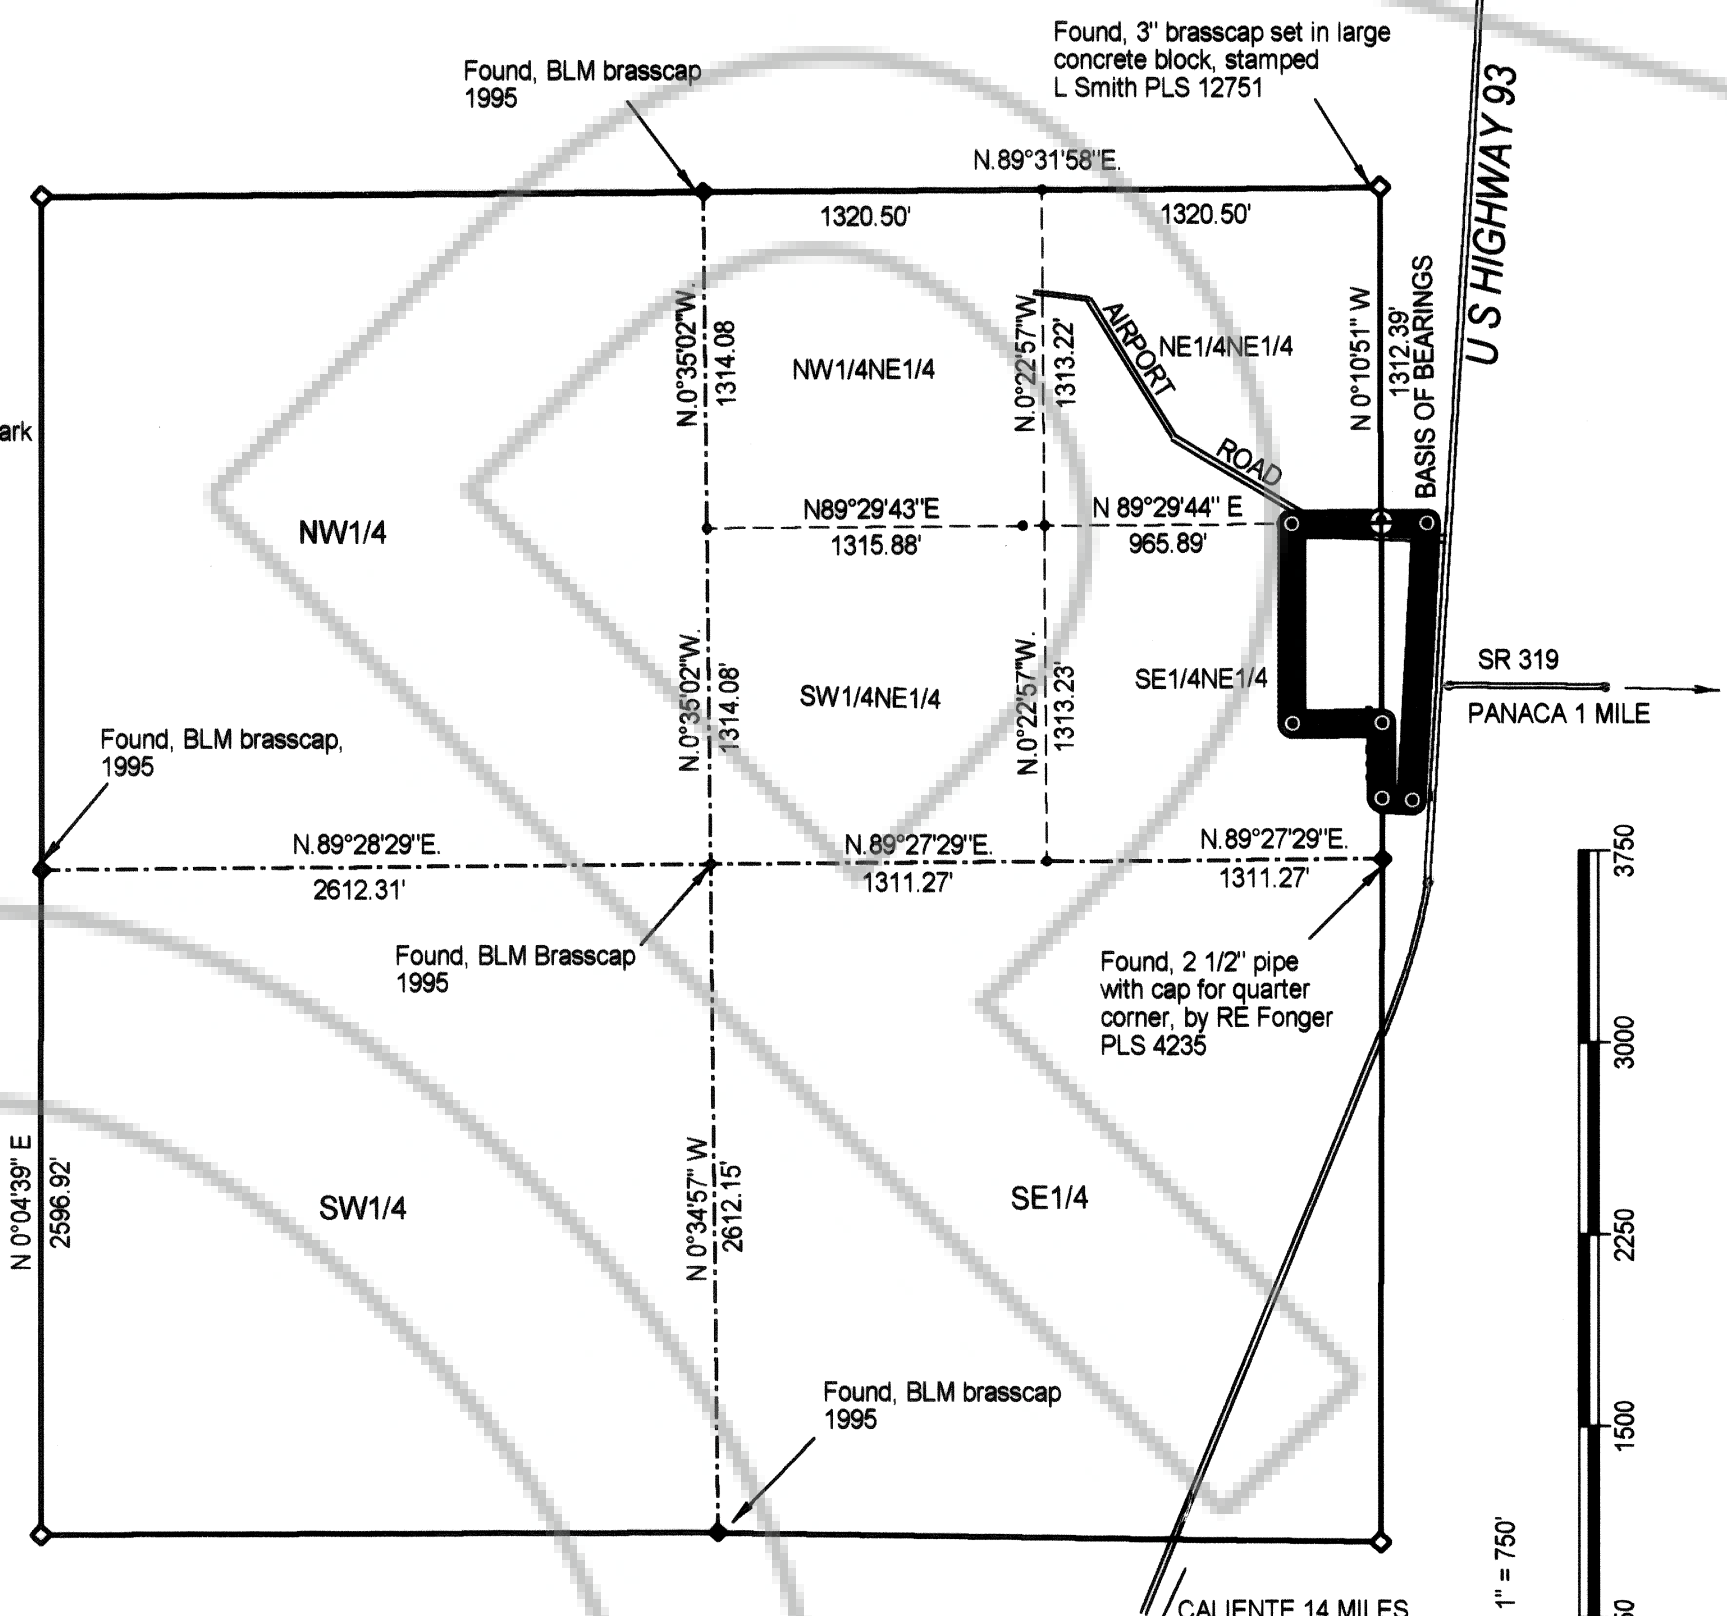 Found, 3" brasscap set in large
concrete block, stamped
L Smith PLS 12751
Found, BLM brasscap
1995
U S HIGHWAY 93
N.89°31'58"E.
1320.50'
1320.50'
N.0°35'02"W.
1314.08
NW1/4NE1/4
N.0°22'57"W.
1313.22'
AIRPORT
ROAD
NE1/4NE1/4
N 0°10'51" W
1312.39'
BASIS OF BEARINGS
ark
NW1/4
N89°29'43"E
1315.88'
N 89°29'44" E
965.89'
N.0°35'02"W.
1314.08'
SW1/4NE1/4
N.0°22'57"W.
1313.23'
SE1/4NE1/4
SR 319
PANACA 1 MILE
Found, BLM brasscap,
1995
N.89°28'29"E.
2612.31'
N.89°27'29"E.
1311.27'
N.89°27'29"E.
1311.27'
Found, BLM Brasscap
1995
Found, 2 1/2" pipe
with cap for quarter
corner, by RE Fonger
PLS 4235
N 0°04'39" E
2596.92'
SW1/4
N 0°34'57" W
2612.15'
SE1/4
Found, BLM brasscap
1995
3750
3000
2250
1500
1" = 750'
CALIENTE 14 MILES